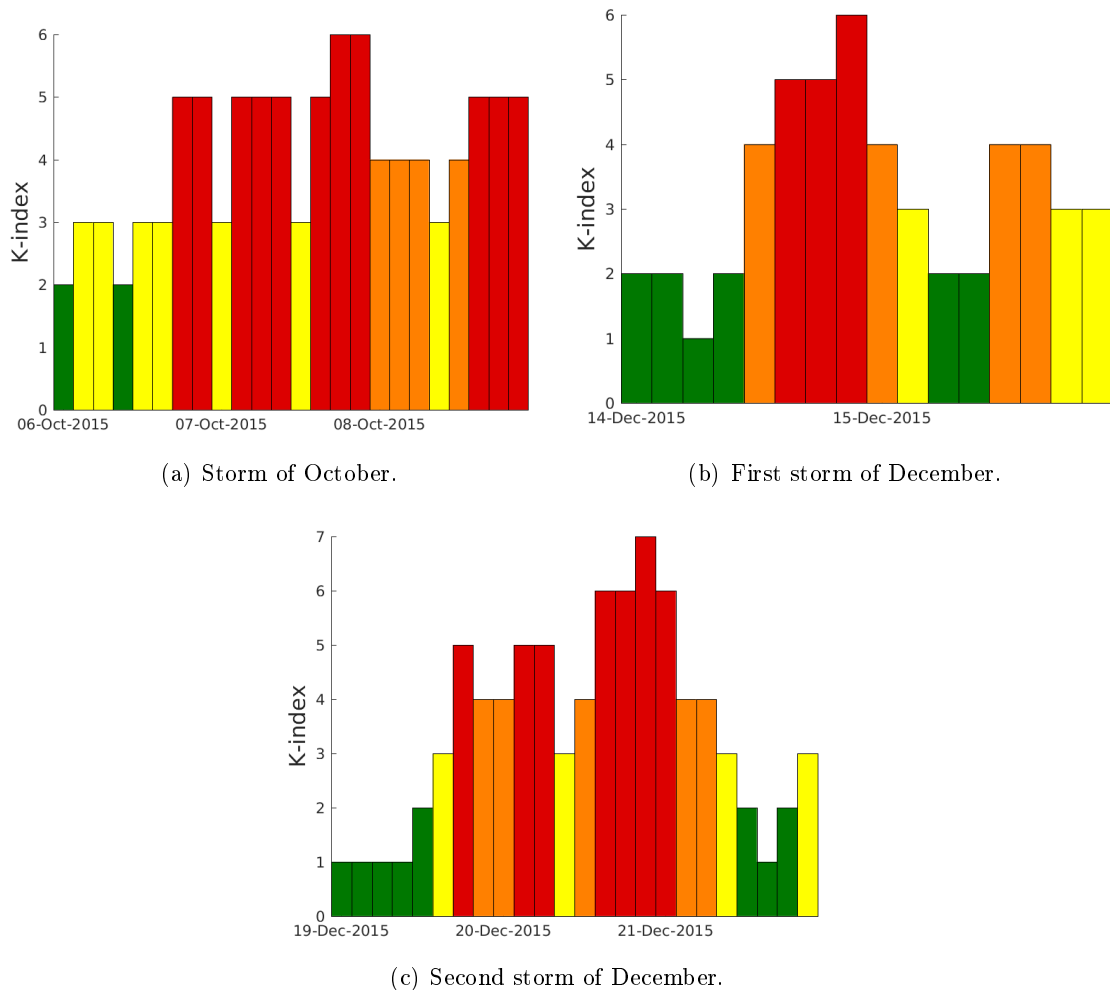 6
5
4
3
2
1
0
K-index
06-Oct-2015 07-Oct-2015 08-Oct-2015
(a) Storm of October.
6
5
4
3
2
1
0
K-index
14-Dec-2015 15-Dec-2015
(b) First storm of December.
7
6
5
4
3
2
1
0
K-index
19-Dec-2015 20-Dec-2015 21-Dec-2015
(c) Second storm of December.